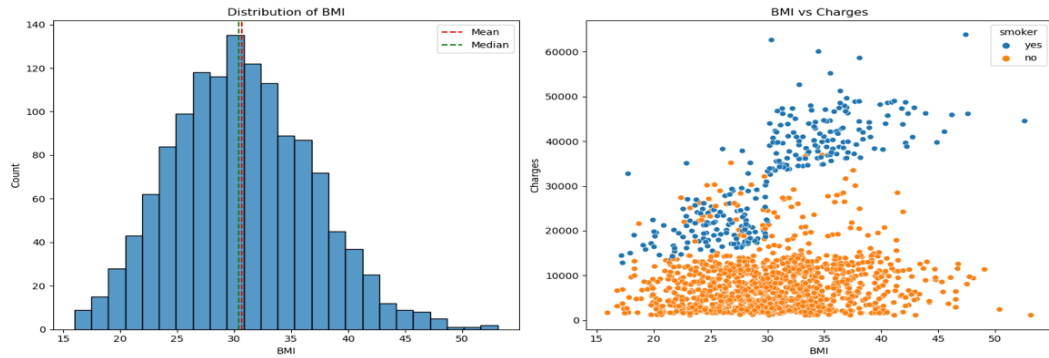 Distribution of BMI
Mean
Median
Count
140
120
100
80
60
40
20
0
15 20 25 30 35 40 45 50
BMI
BMI vs Charges
smoker
yes
no
Charges
60000
50000
40000
30000
20000
10000
0
15 20 25 30 35 40 45 50
BMI